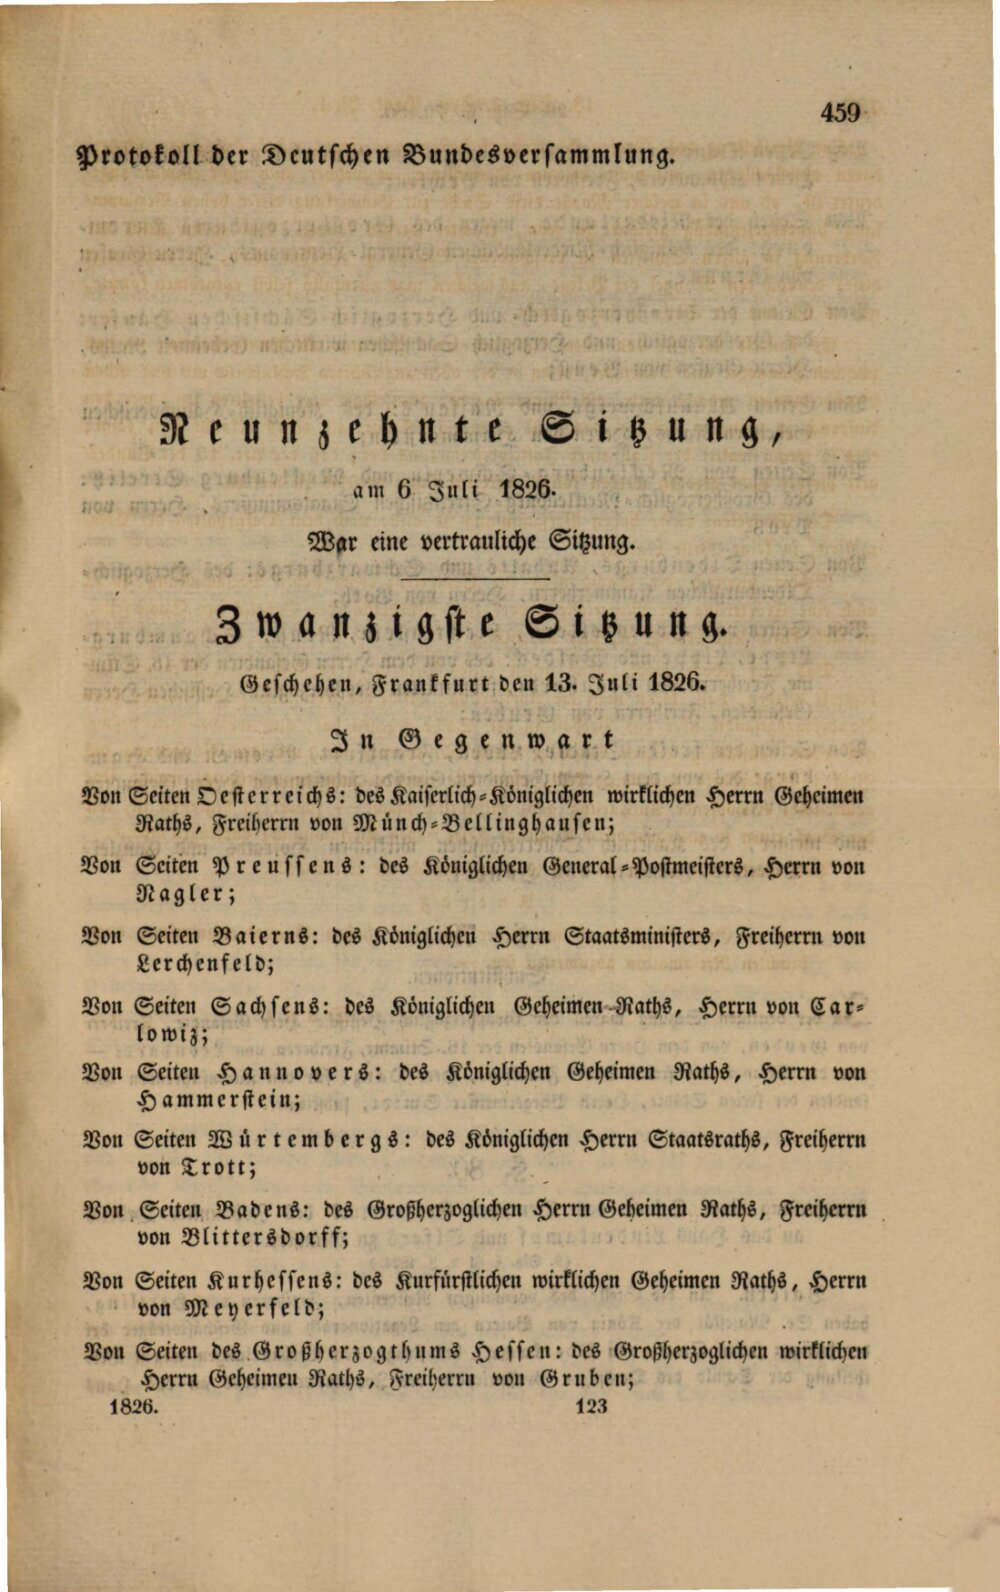 459
Protokoll der Deutschen Bundesversammlung.
Neunzehnte Sitzung,
am 6 Juli 1826.
War eine vertrauliche Sitzung.
Zwanzigste Sitzung.
Geschehen, Frankfurt den 13. Juli 1826.
In Gegenwart
Von Seiten Oesterreichs: des Kaiserlich-Königlichen wirklichen Herrn Geheimen
Raths, Freiherrn von Münch-Bellinghausen;
Von Seiten Preussens: des Königlichen General-Postmeisters, Herrn von
Nagler;
Von Seiten Baierns: des Königlichen Herrn Staatsministers, Freiherrn von
Lerchenfeld;
Von Seiten Sachsens: des Königlichen Geheimen-Raths, Herrn von Car-
lowiz;
Von Seiten Hannovers: des Königlichen Geheimen Raths, Herrn von
Hammerstein;
Von Seiten Würtembergs: des Königlichen Herrn Staatsraths, Freiherrn
von Trott;
Von Seiten Badens: des Großherzoglichen Herrn Geheimen Raths, Freiherrn
von Blittersdorff;
Von Seiten Kurhessens: des Kurfürstlichen wirklichen Geheimen Raths, Herrn
von Meyerfeld;
Von Seiten des Großherzogthums Hessen: des Großherzoglichen wirklichen
Herrn Geheimen Raths, Freiherrn von Gruben;
1826. 123